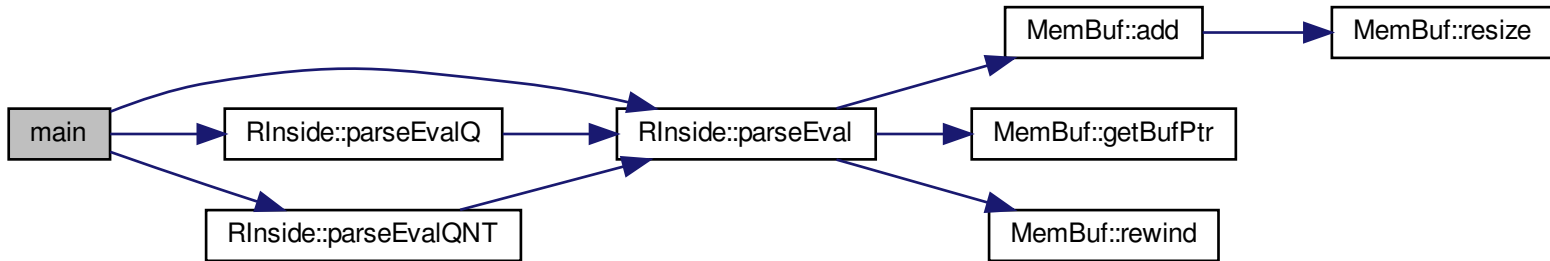 main
RInside::parseEvalQ
RInside::parseEvalQNT
RInside::parseEval
MemBuf::add
MemBuf::getBufPtr
MemBuf::rewind
MemBuf::resize